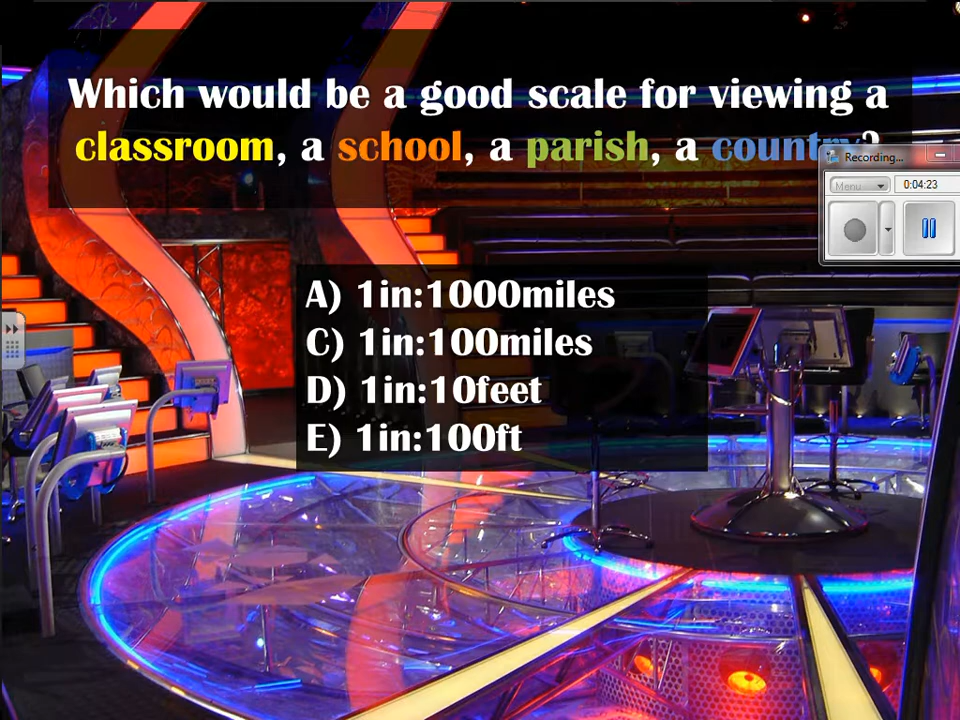 Which would be a good scale for viewing a
classroom, a school, a parish, a country?
Recording...
Menu
0:04:23
A) 1in:1000miles
C) 1in:100miles
D) 1in:10feet
E) 1in:100ft